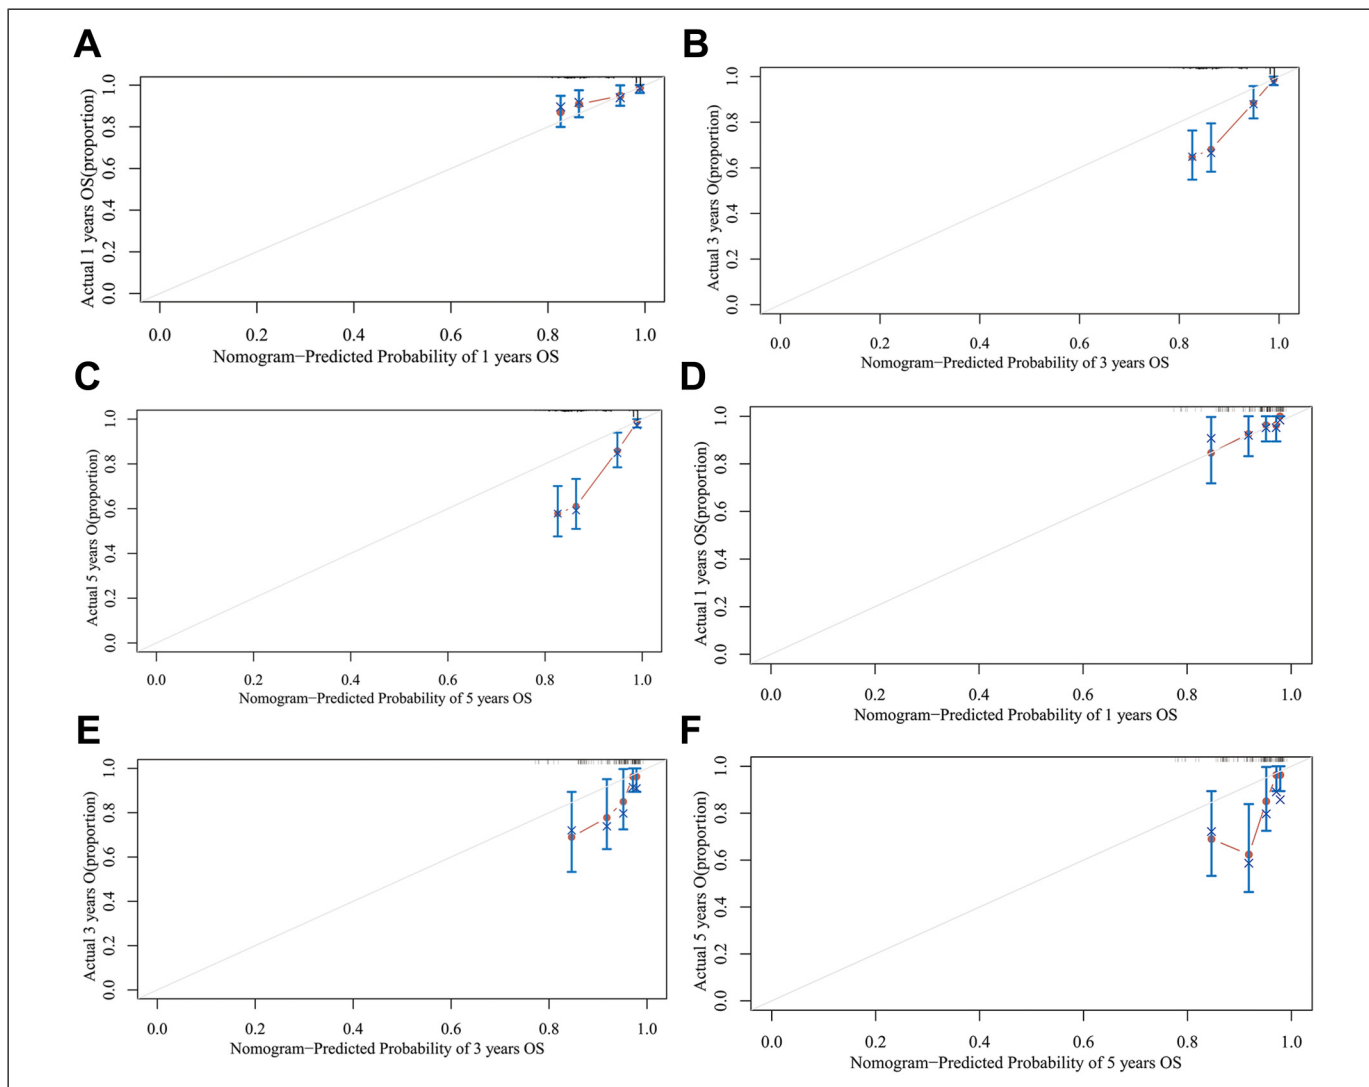 A
Actual 1 years OS(proportion)
1.0
0.8
0.6
0.4
0.2
0.0
0.0 0.2 0.4 0.6 0.8 1.0
Nomogram−Predicted Probability of 1 years OS
B
Actual 3 years O(proportion)
1.0
0.8
0.6
0.4
0.2
0.0
0.0 0.2 0.4 0.6 0.8 1.0
Nomogram−Predicted Probability of 3 years OS
C
Actual 5 years O(proportion)
1.0
0.8
0.6
0.4
0.2
0.0
0.0 0.2 0.4 0.6 0.8 1.0
Nomogram−Predicted Probability of 5 years OS
D
Actual 1 years OS(proportion)
1.0
0.8
0.6
0.4
0.2
0.0
0.0 0.2 0.4 0.6 0.8 1.0
Nomogram−Predicted Probability of 1 years OS
E
Actual 3 years O(proportion)
1.0
0.8
0.6
0.4
0.2
0.0
0.0 0.2 0.4 0.6 0.8 1.0
Nomogram−Predicted Probability of 3 years OS
F
Actual 5 years O(proportion)
1.0
0.8
0.6
0.4
0.2
0.0
0.0 0.2 0.4 0.6 0.8 1.0
Nomogram−Predicted Probability of 5 years OS